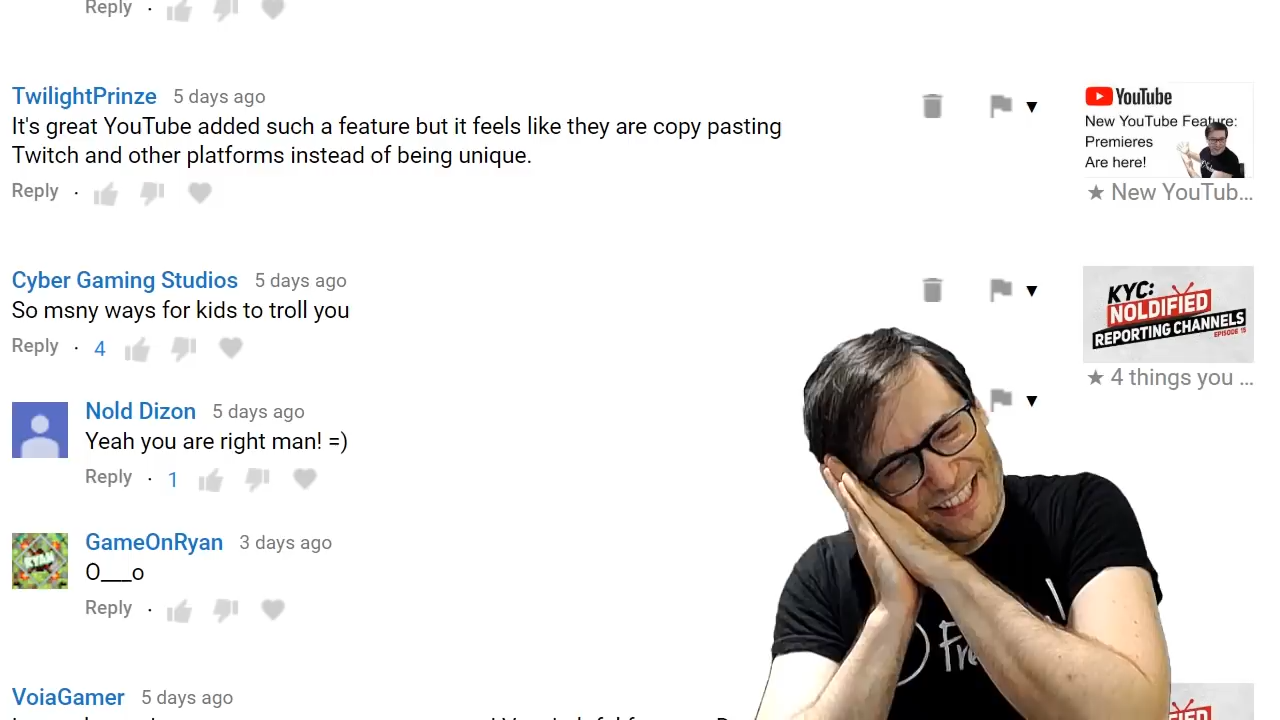 Reply ·
TwilightPrinze 5 days ago
It's great YouTube added such a feature but it feels like they are copy pasting
Twitch and other platforms instead of being unique.
Reply ·
YouTube
New YouTube Feature:
Premieres
Are here!
★ New YouTub...
Cyber Gaming Studios 5 days ago
So msny ways for kids to troll you
Reply · 4
KYC:
NOLDIFIED
REPORTING CHANNELS
EPISODE 15
★ 4 things you ...
Nold Dizon 5 days ago
Yeah you are right man! =)
Reply · 1
RYAN
GameOnRyan 3 days ago
O___o
Reply ·
Fre
VoiaGamer 5 days ago